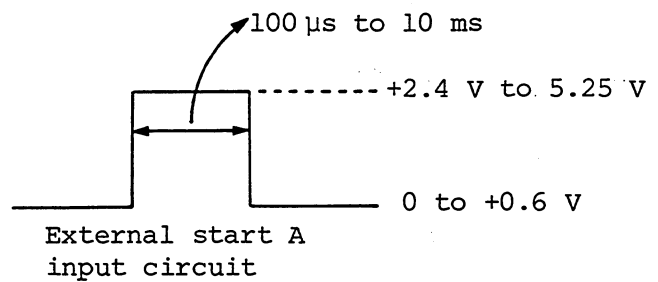 100 µs to 10 ms
+2.4 V to 5.25 V
0 to +0.6 V
External start A
input circuit